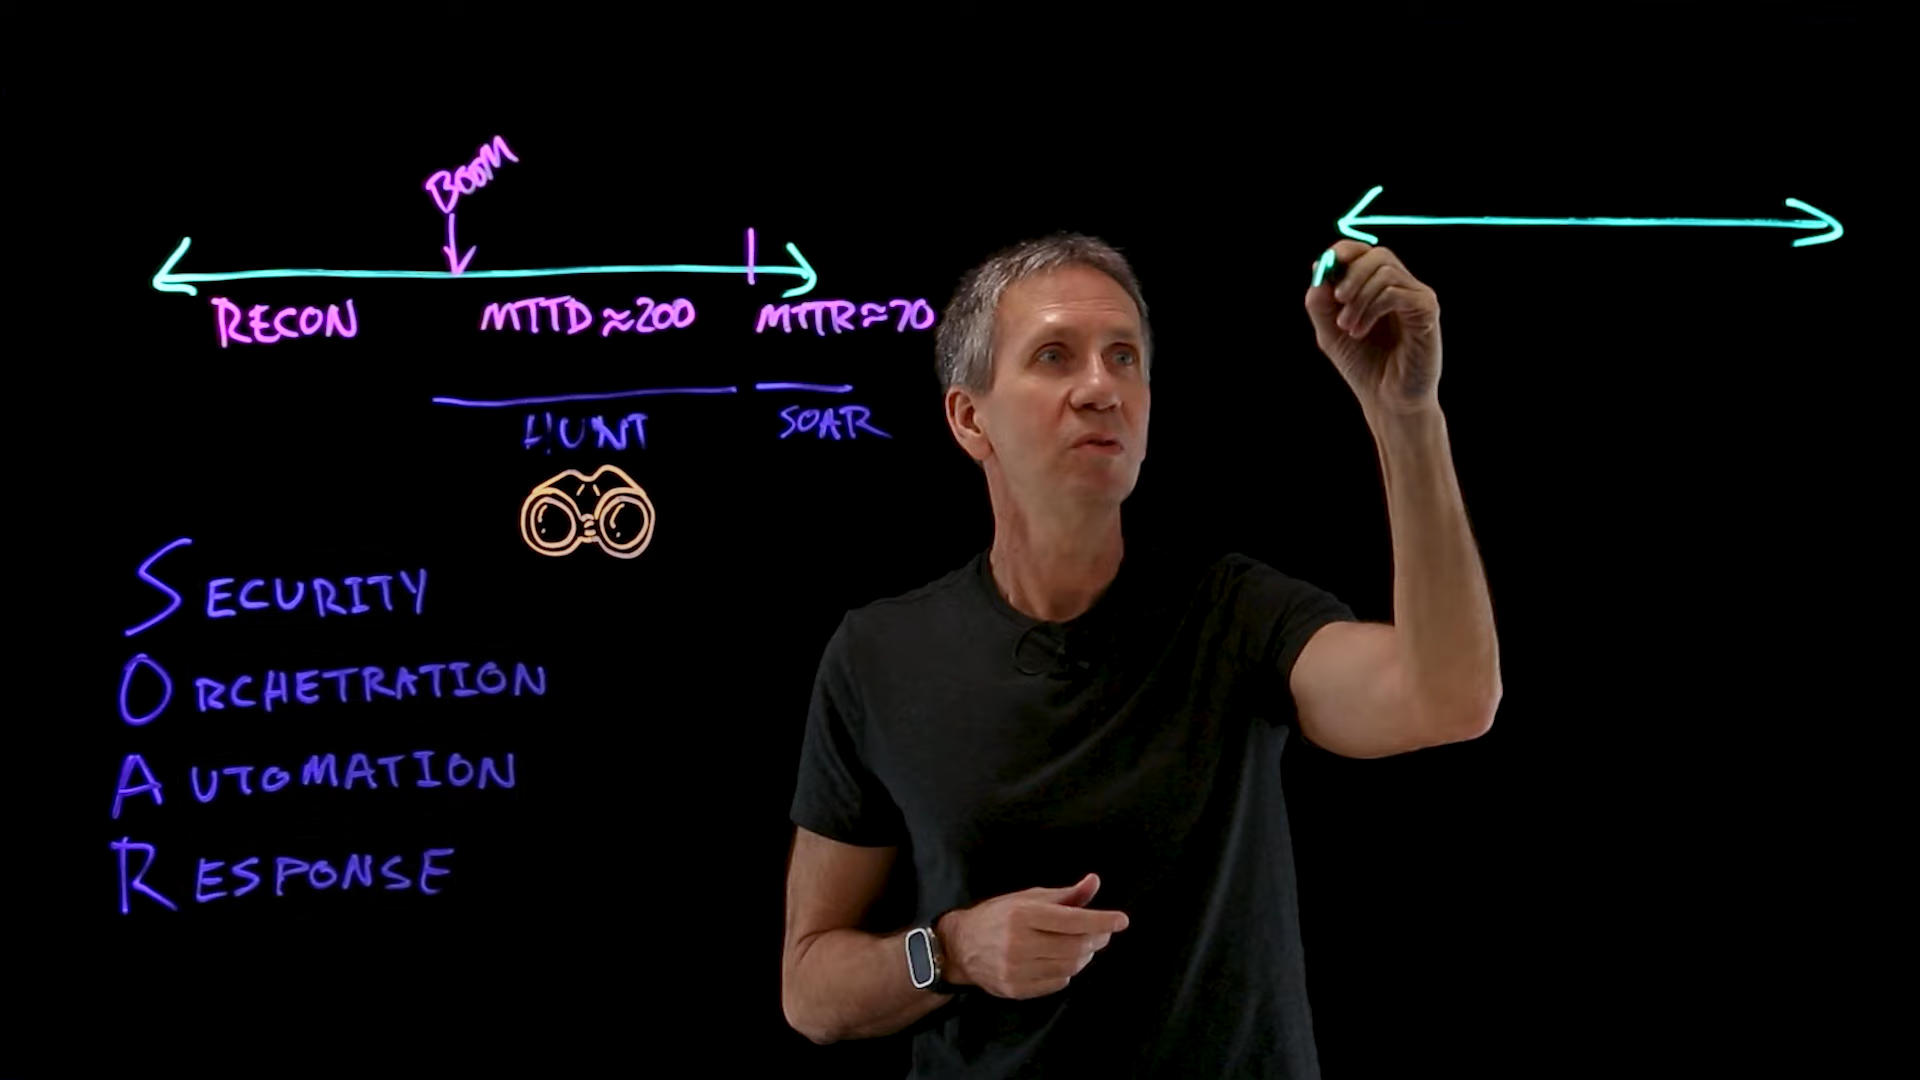 BOOM
RECON MTTD ≈ 200 MTTR ≈ 70
HUNT SOAR
SECURITY
ORCHETRATION
AUTOMATION
RESPONSE